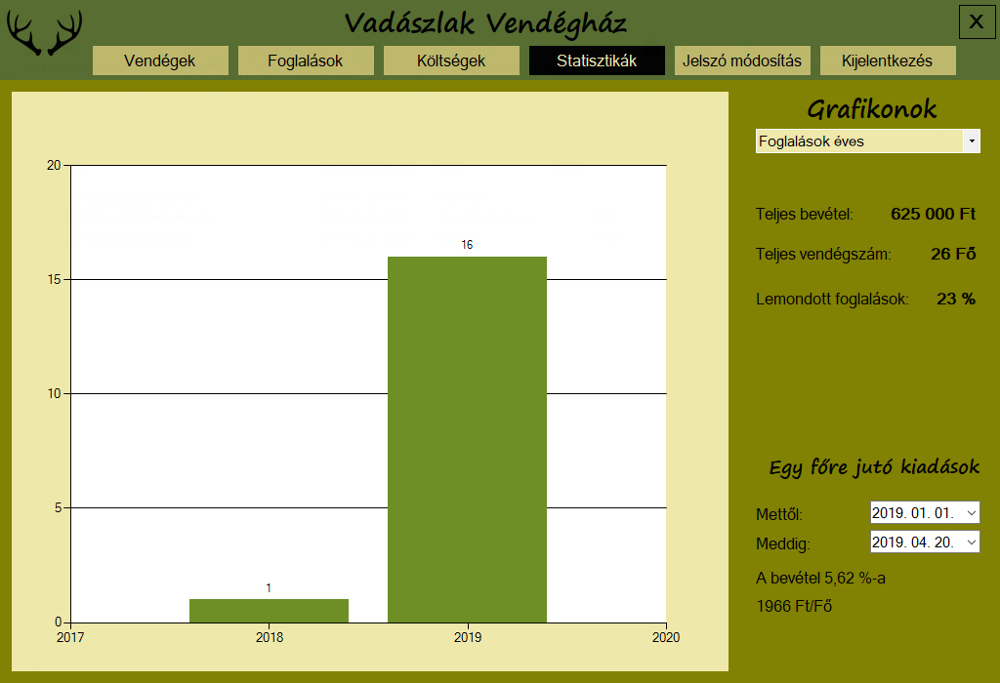 Vadászlak Vendégház
X
Vendégek Foglalások Költségek Statisztikák Jelszó módosítás Kijelentkezés
Grafikonok
Foglalások éves
Teljes bevétel: 625 000 Ft
Teljes vendégszám: 26 Fő
Lemondott foglalások: 23 %
Egy főre jutó kiadások
Mettől: 2019. 01. 01.
Meddig: 2019. 04. 20.
A bevétel 5,62 %-a
1966 Ft/Fő
20
16
15
10
5
1
0
2017 2018 2019 2020